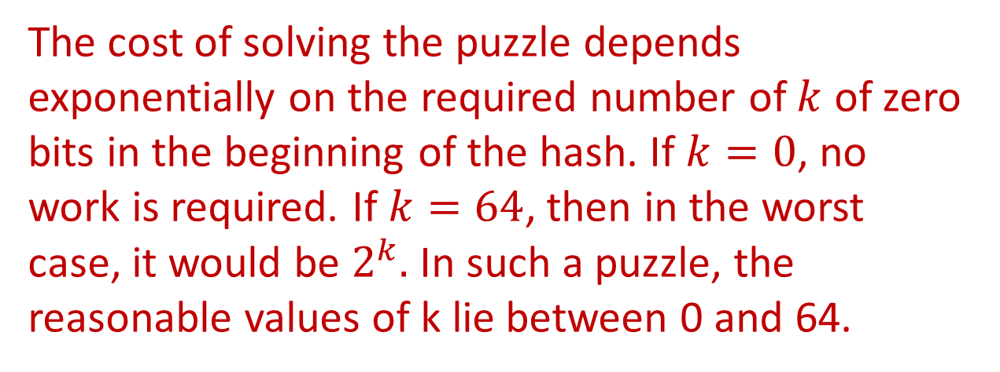 The cost of solving the puzzle depends
exponentially on the required number of k of zero
bits in the beginning of the hash. If k = 0, no
work is required. If k = 64, then in the worst
case, it would be 2^k. In such a puzzle, the
reasonable values of k lie between 0 and 64.